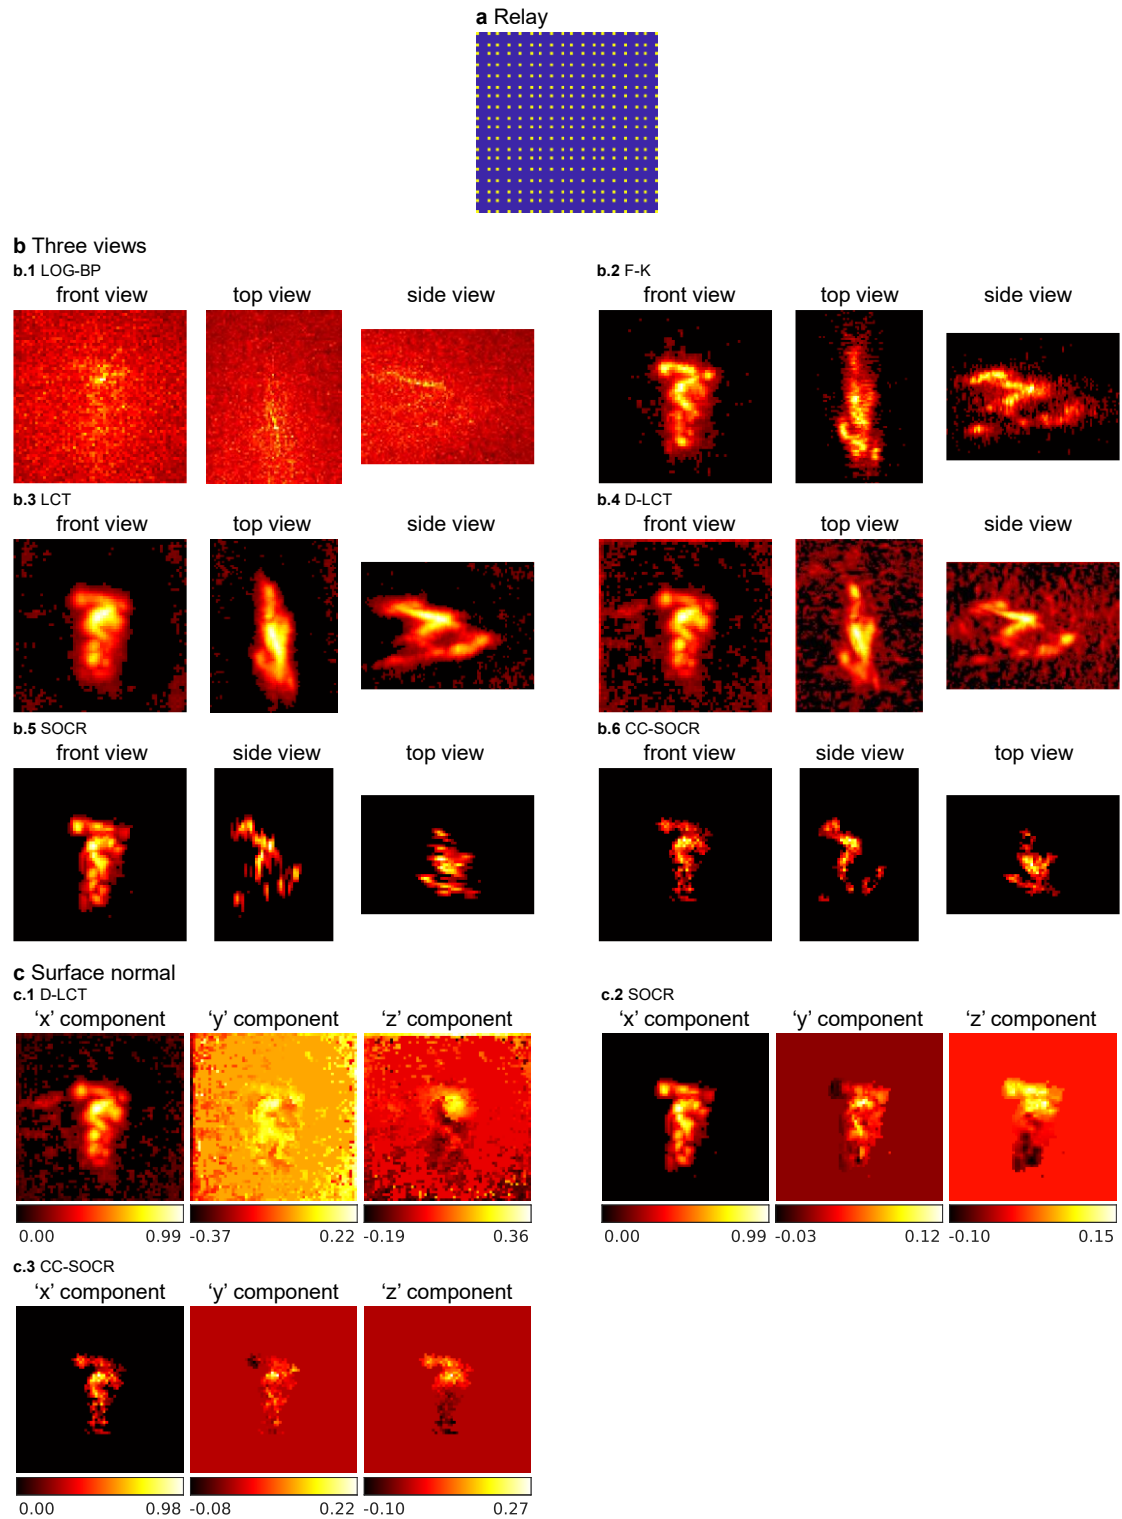 a Relay
b Three views
b.1 LOG-BP
front view top view side view
b.2 F-K
front view top view side view
b.3 LCT
front view top view side view
b.4 D-LCT
front view top view side view
b.5 SOCR
front view side view top view
b.6 CC-SOCR
front view side view top view
c Surface normal
c.1 D-LCT
‘x’ component ‘y’ component ‘z’ component
0.00 0.99 -0.37 0.22 -0.19 0.36
c.2 SOCR
‘x’ component ‘y’ component ‘z’ component
0.00 0.99 -0.03 0.12 -0.10 0.15
c.3 CC-SOCR
‘x’ component ‘y’ component ‘z’ component
0.00 0.98 -0.08 0.22 -0.10 0.27